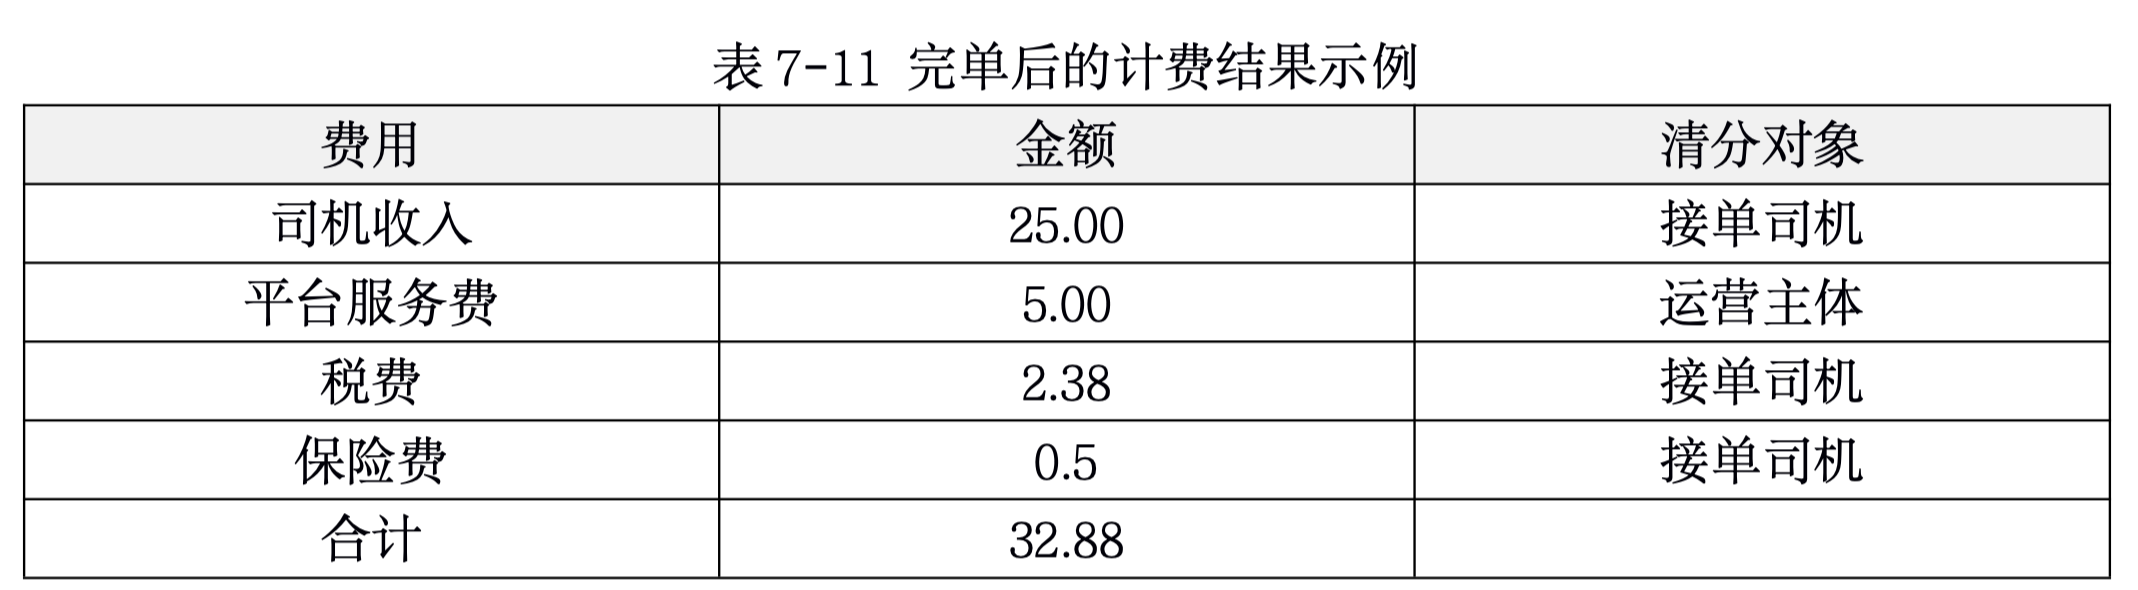 表 7-11 完单后的计费结果示例
费用 金额 清分对象
司机收入 25.00 接单司机
平台服务费 5.00 运营主体
税费 2.38 接单司机
保险费 0.5 接单司机
合计 32.88